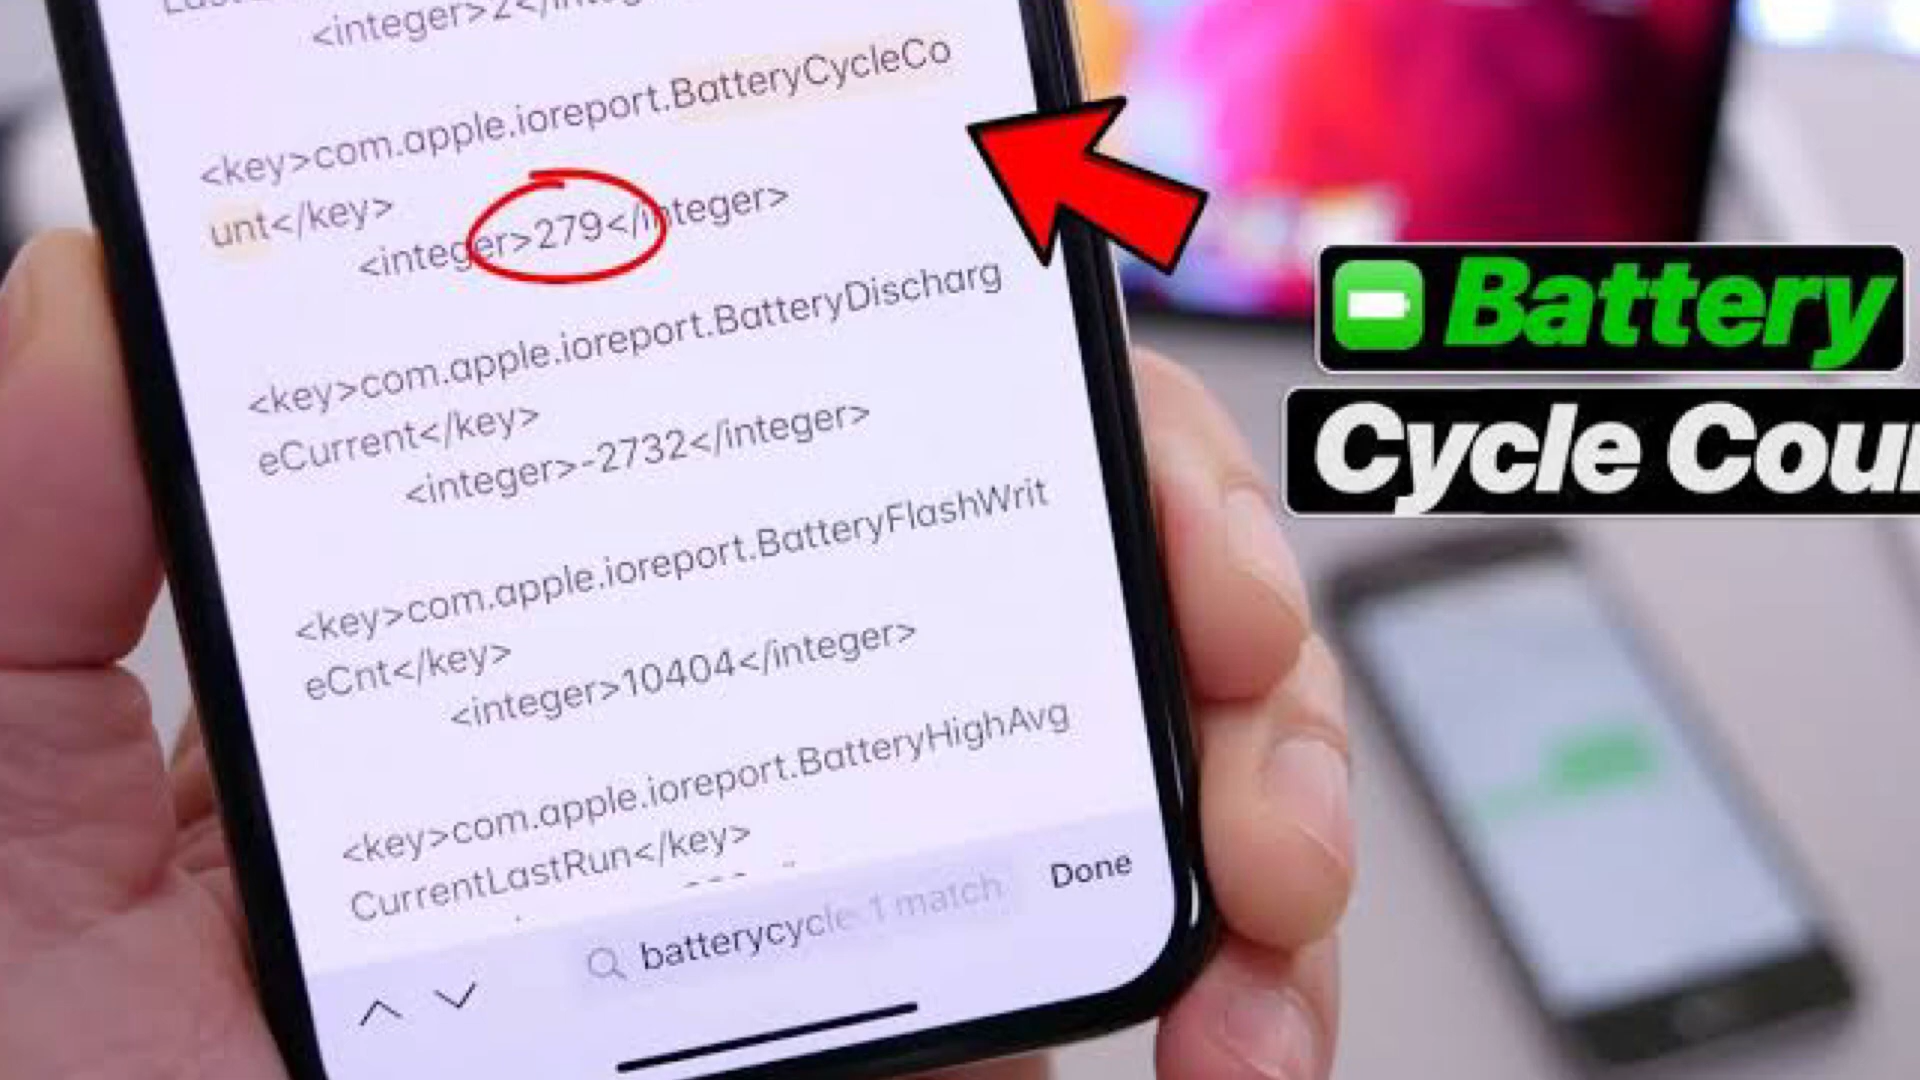 <integer>2</integer>
<key>com.apple.ioreport.BatteryCycleCo
unt</key>
<integer>279</integer>
<key>com.apple.ioreport.BatteryDischarg
eCurrent</key>
<integer>-2732</integer>
<key>com.apple.ioreport.BatteryFlashWrit
eCnt</key>
<integer>10404</integer>
<key>com.apple.ioreport.BatteryHighAvg
CurrentLastRun</key>
batterycycle 1 match
Done
Battery
Cycle Coun